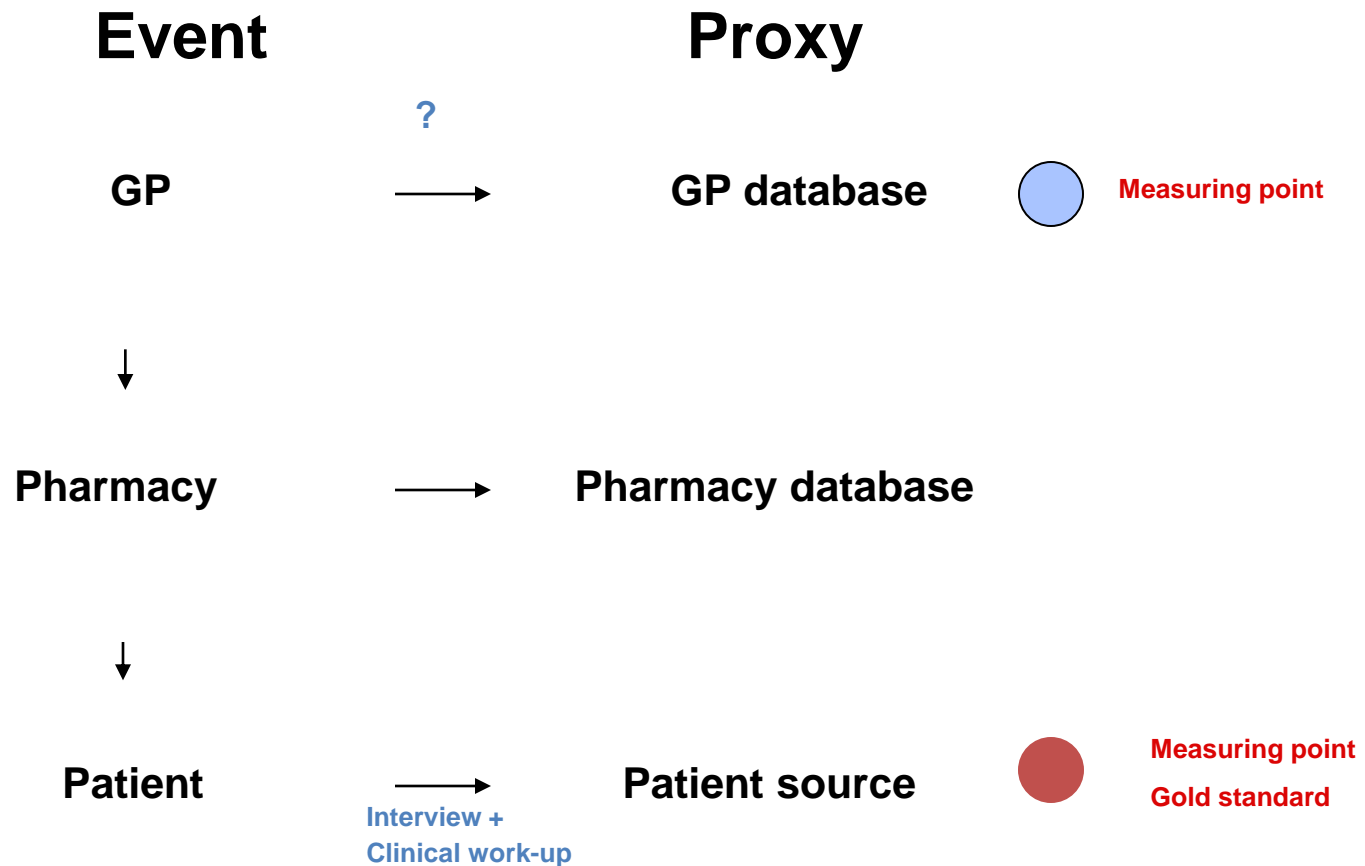 Event Proxy
?
GP GP database Measuring point
Pharmacy Pharmacy database
Patient Patient source Measuring point
Gold standard
Interview +
Clinical work-up